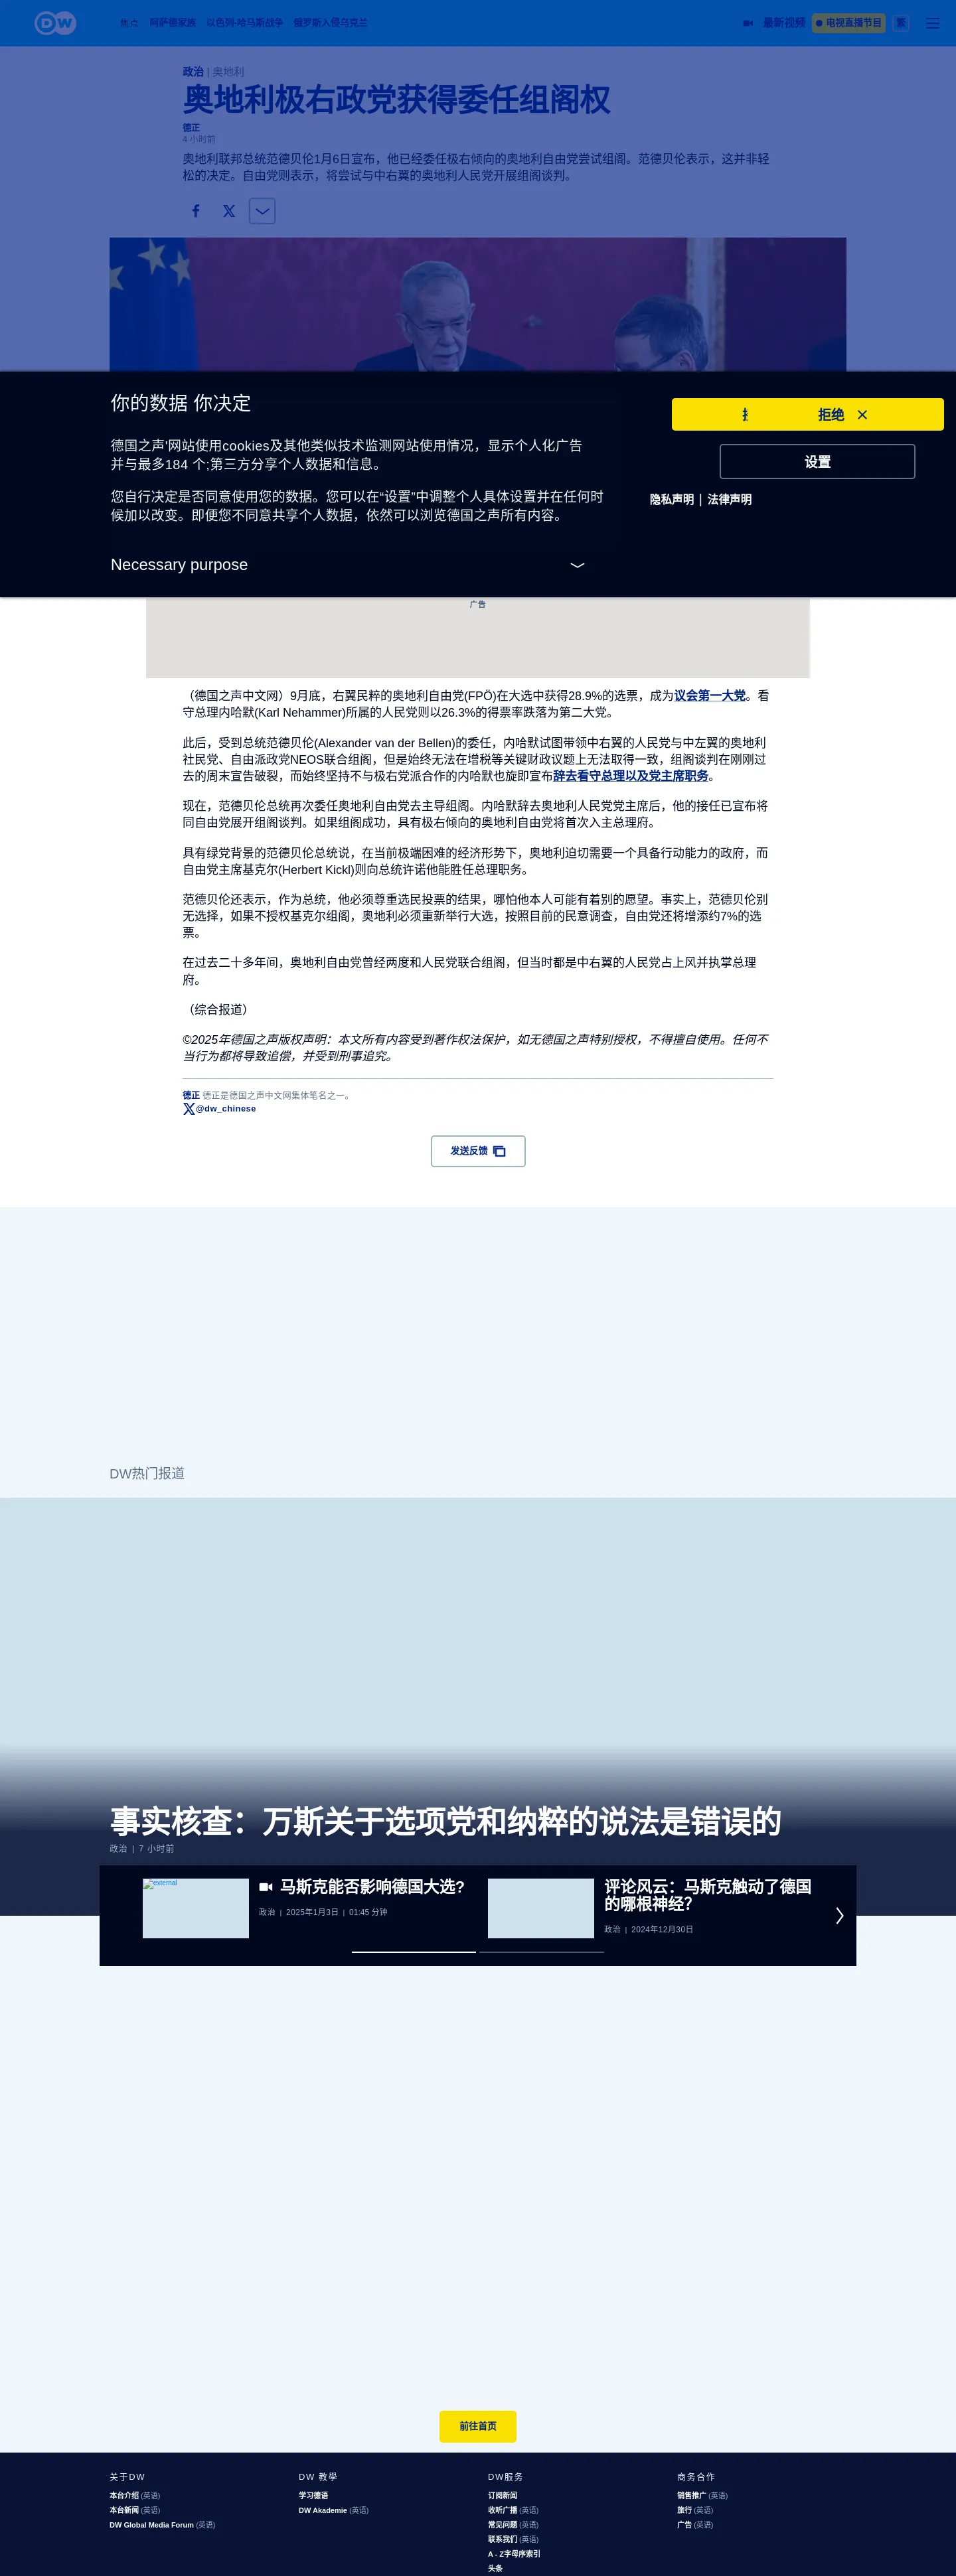 DW
焦点 阿萨德家族 以色列-哈马斯战争 俄罗斯入侵乌克兰 最新视频 电视直播节目 繁
政治 | 奥地利
奥地利极右政党获得委任组阁权
德正
4 小时前
奥地利联邦总统范德贝伦1月6日宣布，他已经委任极右倾向的奥地利自由党尝试组阁。范德贝伦表示，这并非轻
松的决定。自由党则表示，将尝试与中右翼的奥地利人民党开展组阁谈判。
你的数据 你决定
德国之声'网站使用cookies及其他类似技术监测网站使用情况，显示个人化广告
并与最多184 个;第三方分享个人数据和信息。
您自行决定是否同意使用您的数据。您可以在“设置”中调整个人具体设置并在任何时
候加以改变。即便您不同意共享个人数据，依然可以浏览德国之声所有内容。
Necessary purpose
拒绝
设置
隐私声明 | 法律声明
广告
（德国之声中文网）9月底，右翼民粹的奥地利自由党(FPÖ)在大选中获得28.9%的选票，成为议会第一大党。看
守总理内哈默(Karl Nehammer)所属的人民党则以26.3%的得票率跌落为第二大党。
此后，受到总统范德贝伦(Alexander van der Bellen)的委任，内哈默试图带领中右翼的人民党与中左翼的奥地利
社民党、自由派政党NEOS联合组阁，但是始终无法在增税等关键财政议题上无法取得一致，组阁谈判在刚刚过
去的周末宣告破裂，而始终坚持不与极右党派合作的内哈默也旋即宣布辞去看守总理以及党主席职务。
现在，范德贝伦总统再次委任奥地利自由党去主导组阁。内哈默辞去奥地利人民党党主席后，他的接任已宣布将
同自由党展开组阁谈判。如果组阁成功，具有极右倾向的奥地利自由党将首次入主总理府。
具有绿党背景的范德贝伦总统说，在当前极端困难的经济形势下，奥地利迫切需要一个具备行动能力的政府，而
自由党主席基克尔(Herbert Kickl)则向总统许诺他能胜任总理职务。
范德贝伦还表示，作为总统，他必须尊重选民投票的结果，哪怕他本人可能有着别的愿望。事实上，范德贝伦别
无选择，如果不授权基克尔组阁，奥地利必须重新举行大选，按照目前的民意调查，自由党还将增添约7%的选
票。
在过去二十多年间，奥地利自由党曾经两度和人民党联合组阁，但当时都是中右翼的人民党占上风并执掌总理
府。
（综合报道）
©2025年德国之声版权声明：本文所有内容受到著作权法保护，如无德国之声特别授权，不得擅自使用。任何不
当行为都将导致追偿，并受到刑事追究。
德正 德正是德国之声中文网集体笔名之一。
@dw_chinese
发送反馈
DW热门报道
事实核查：万斯关于选项党和纳粹的说法是错误的
政治 | 7 小时前
external
马斯克能否影响德国大选?
政治 | 2025年1月3日 | 01:45 分钟
评论风云：马斯克触动了德国
的哪根神经?
政治 | 2024年12月30日
前往首页
关于DW
本台介绍 (英语)
本台新闻 (英语)
DW Global Media Forum (英语)
DW 教學
学习德语
DW Akademie (英语)
DW服务
订阅新闻
收听广播 (英语)
常见问题 (英语)
联系我们 (英语)
A - Z字母序索引
头条
商务合作
销售推广 (英语)
旅行 (英语)
广告 (英语)